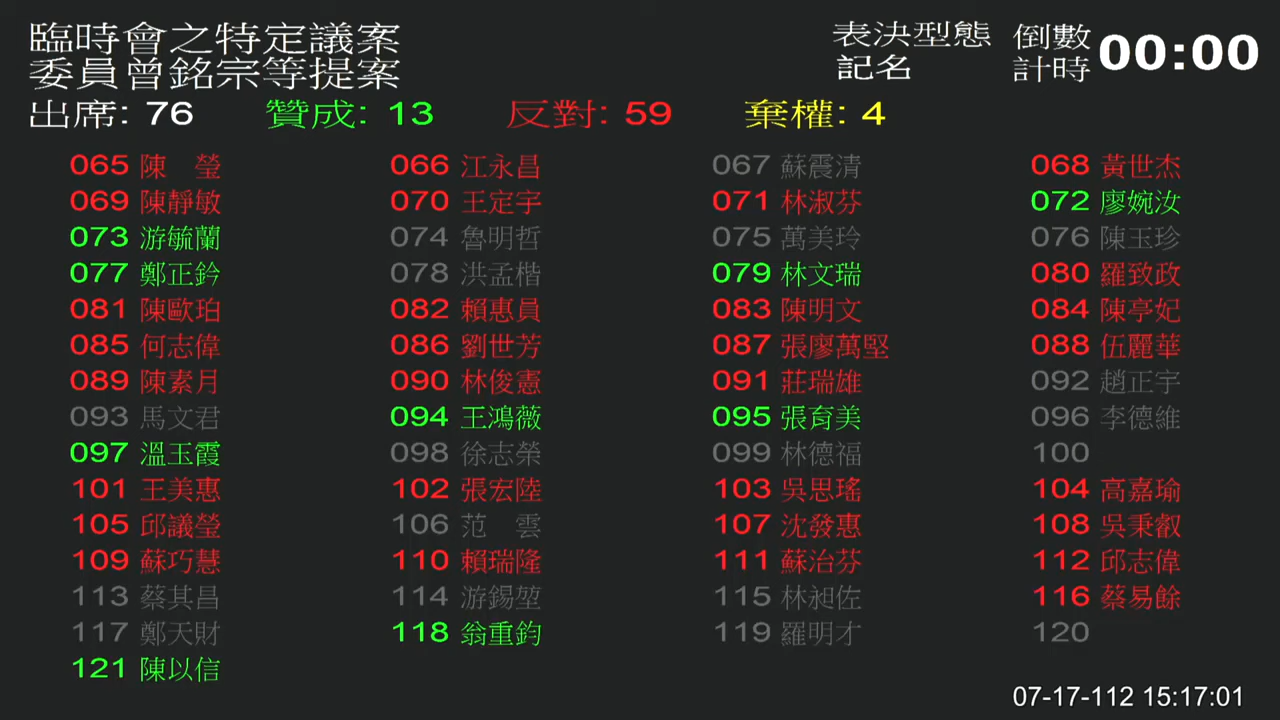 臨時會之特定議案
委員曾銘宗等提案
表決型態
記名
倒數
計時
00:00
出席: 76 贊成: 13 反對: 59 棄權: 4
065 陳 瑩 066 江永昌 067 蘇震清 068 黃世杰
069 陳靜敏 070 王定宇 071 林淑芬 072 廖婉汝
073 游毓蘭 074 魯明哲 075 萬美玲 076 陳玉珍
077 鄭正鈐 078 洪孟楷 079 林文瑞 080 羅致政
081 陳歐珀 082 賴惠員 083 陳明文 084 陳亭妃
085 何志偉 086 劉世芳 087 張廖萬堅 088 伍麗華
089 陳素月 090 林俊憲 091 莊瑞雄 092 趙正宇
093 馬文君 094 王鴻薇 095 張育美 096 李德維
097 溫玉霞 098 徐志榮 099 林德福 100
101 王美惠 102 張宏陸 103 吳思瑤 104 高嘉瑜
105 邱議瑩 106 范 雲 107 沈發惠 108 吳秉叡
109 蘇巧慧 110 賴瑞隆 111 蘇治芬 112 邱志偉
113 蔡其昌 114 游錫堃 115 林昶佐 116 蔡易餘
117 鄭天財 118 翁重鈞 119 羅明才 120
121 陳以信
07-17-112 15:17:01